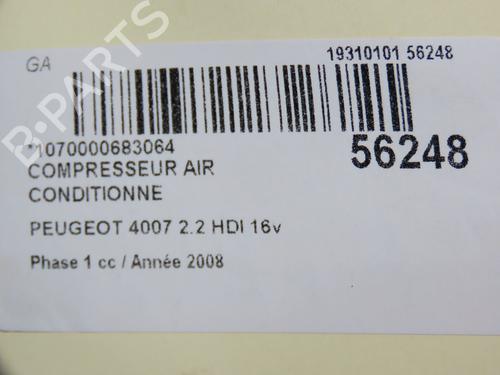 GA
19310101 56248
*1070000683064
56248
COMPRESSEUR AIR
CONDITIONNE
PEUGEOT 4007 2.2 HDI 16v
Phase 1 cc / Année 2008
B-PARTS